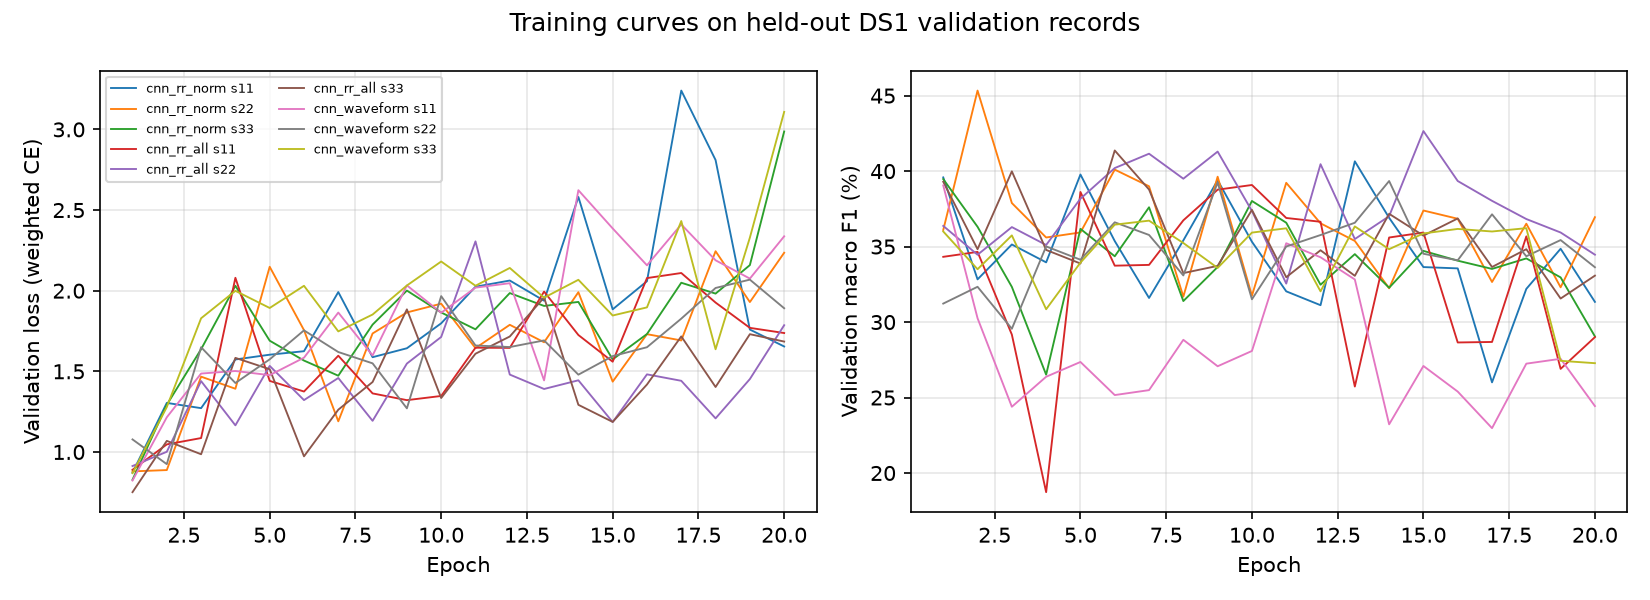 Training curves on held-out DS1 validation records
cnn_rr_norm s11
cnn_rr_norm s22
cnn_rr_norm s33
cnn_rr_all s11
cnn_rr_all s22
cnn_rr_all s33
cnn_waveform s11
cnn_waveform s22
cnn_waveform s33
Validation loss (weighted CE)
3.0
2.5
2.0
1.5
1.0
2.5 5.0 7.5 10.0 12.5 15.0 17.5 20.0
Epoch
Validation macro F1 (%)
45
40
35
30
25
20
2.5 5.0 7.5 10.0 12.5 15.0 17.5 20.0
Epoch